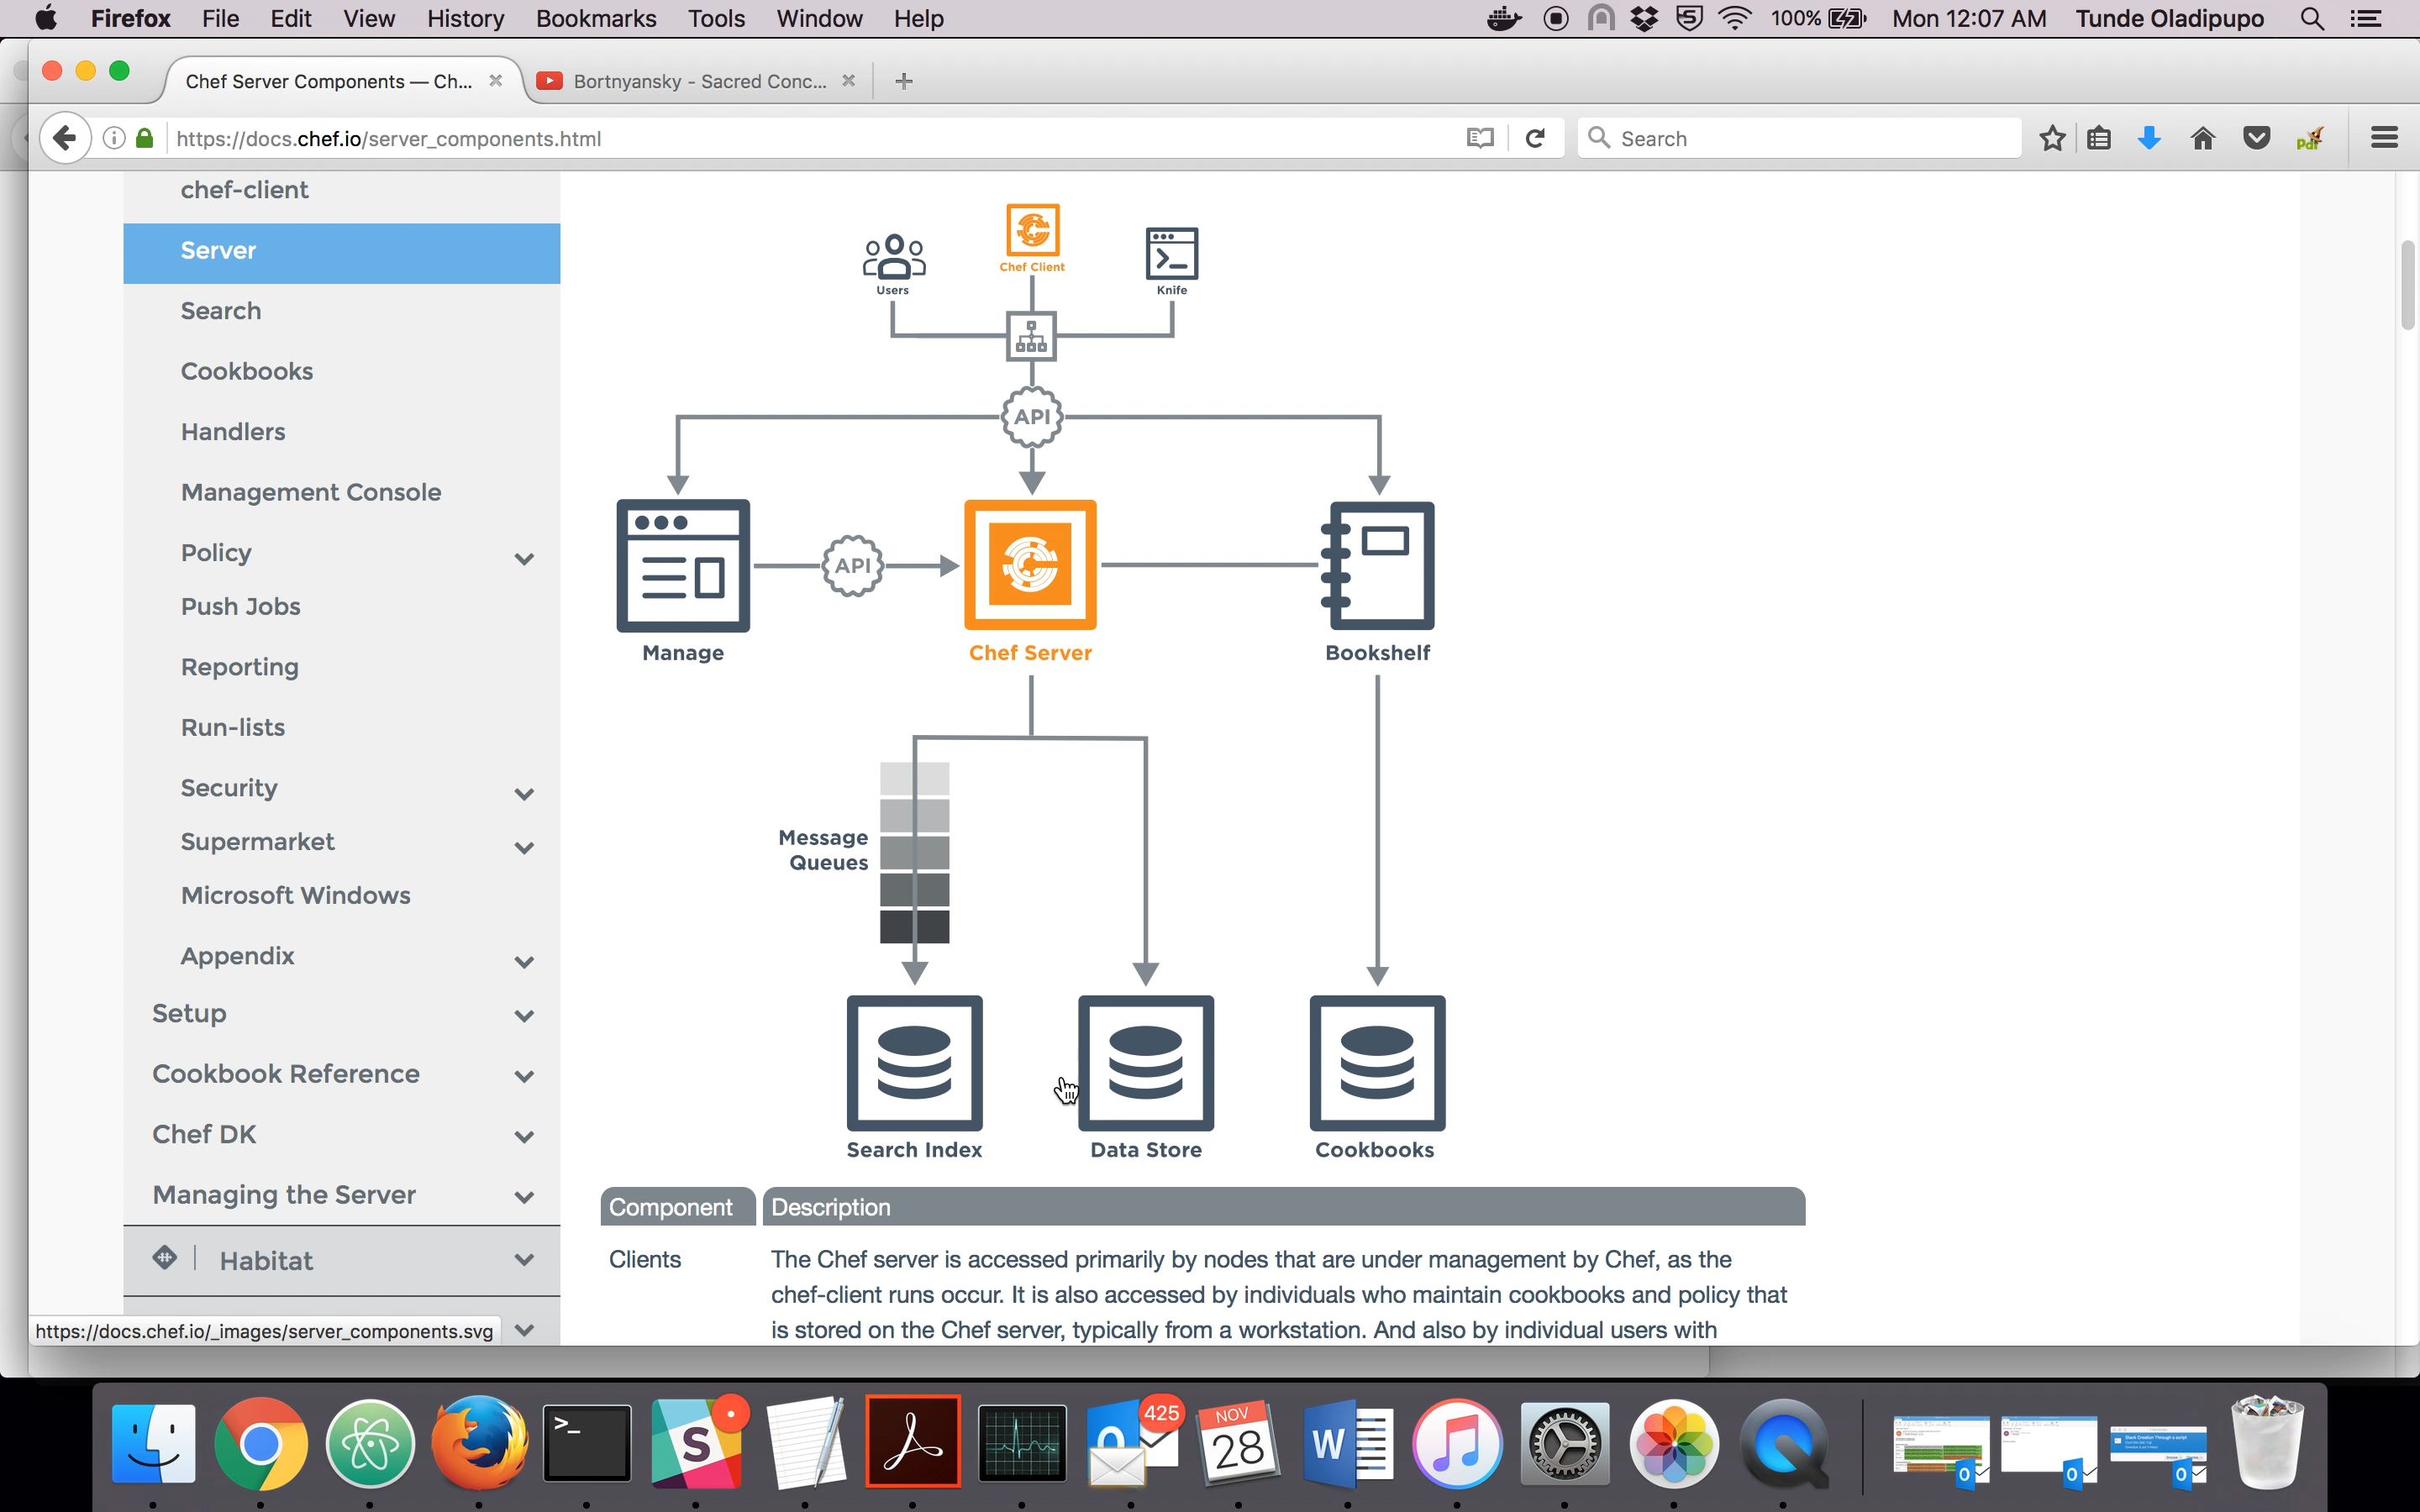 Firefox File Edit View History Bookmarks Tools Window Help 100% Mon 12:07 AM Tunde Oladipupo
Chef Server Components — Ch... Bortnyansky - Sacred Conc...
https://docs.chef.io/server_components.html Search
chef-client
Server
Search
Cookbooks
Handlers
Management Console
Policy
Push Jobs
Reporting
Run-lists
Security
Supermarket
Microsoft Windows
Appendix
Setup
Cookbook Reference
Chef DK
Managing the Server
Habitat
https://docs.chef.io/_images/server_components.svg
Chef Client
Users
Knife
API
API
Manage
Chef Server
Bookshelf
Message
Queues
Search Index
Data Store
Cookbooks
Component Description
Clients The Chef server is accessed primarily by nodes that are under management by Chef, as the
chef-client runs occur. It is also accessed by individuals who maintain cookbooks and policy that
is stored on the Chef server, typically from a workstation. And also by individual users with
425
NOV
28